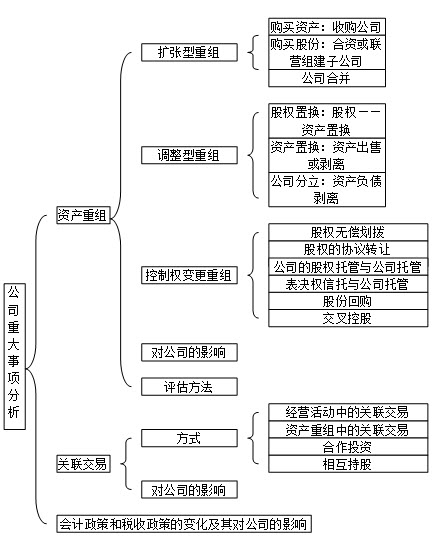 公司重大事项分析
资产重组
扩张型重组
购买资产：收购公司
购买股份：合资或联
营组建子公司
公司合并
调整型重组
股权置换：股权——
资产置换
资产置换：资产出售
或剥离
公司分立：资产负债
剥离
控制权变更重组
股权无偿划拨
股权的协议转让
公司的股权托管与公司托管
表决权信托与公司托管
股份回购
交叉控股
对公司的影响
评估方法
关联交易
方式
经营活动中的关联交易
资产重组中的关联交易
合作投资
相互持股
对公司的影响
会计政策和税收政策的变化及其对公司的影响